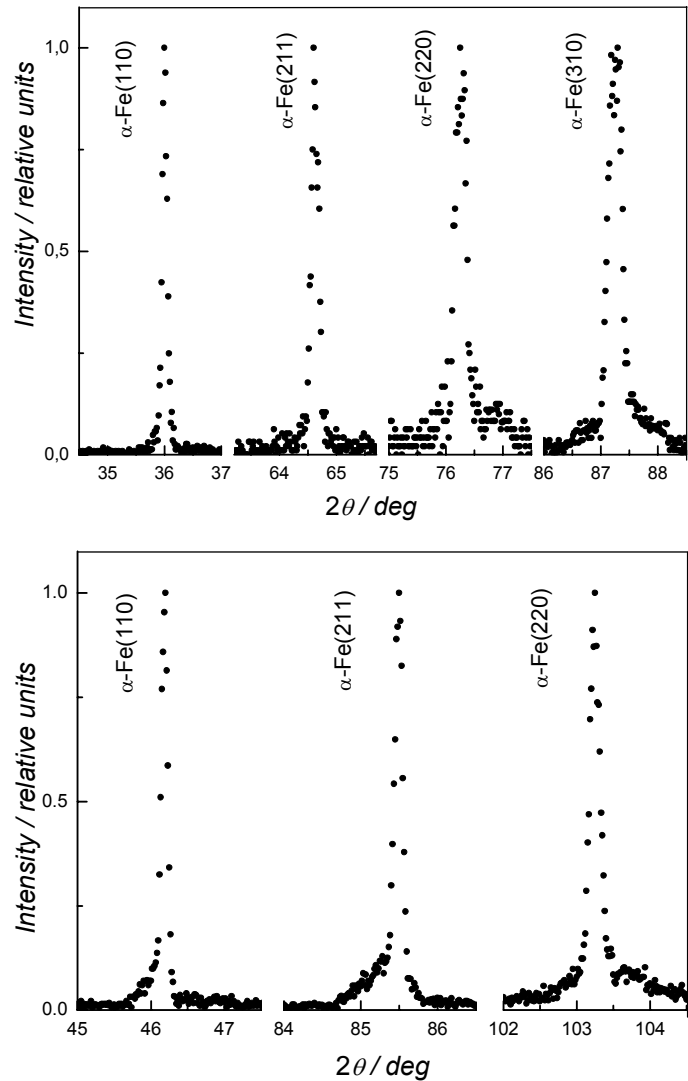 Intensity / relative units
1,0
0,5
0,0
α-Fe(110)
α-Fe(211)
α-Fe(220)
α-Fe(310)
35 36 37 64 65 75 76 77 86 87 88
2θ / deg
Intensity / relative units
1.0
0.5
0.0
α-Fe(110)
α-Fe(211)
α-Fe(220)
45 46 47 84 85 86 102 103 104
2θ / deg